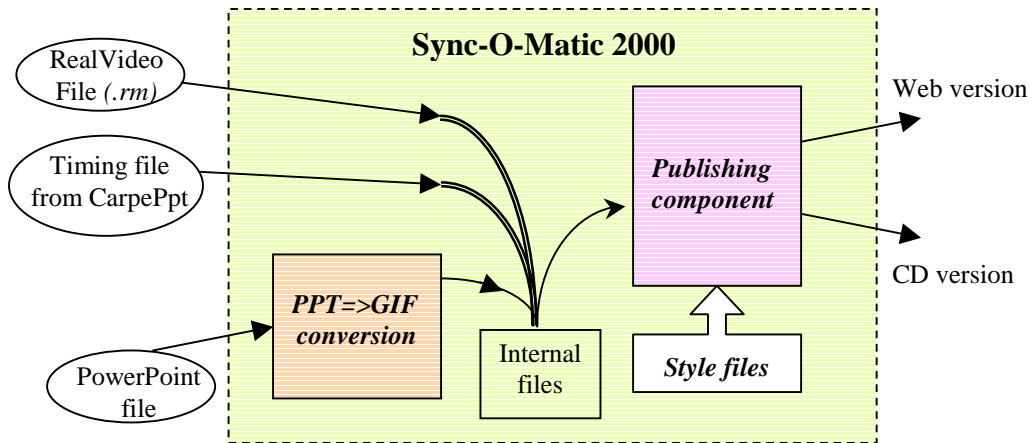 Sync-O-Matic 2000
RealVideo
File (.rm)
Timing file
from CarpePpt
PowerPoint
file
PPT=>GIF
conversion
Internal
files
Publishing
component
Style files
Web version
CD version